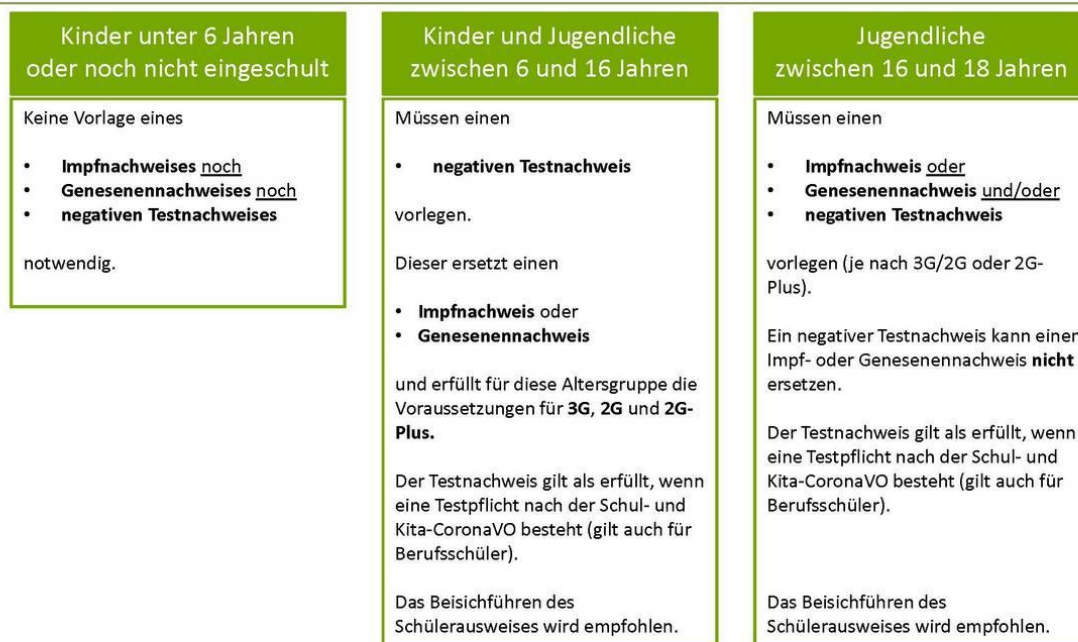 Kinder unter 6 Jahren
oder noch nicht eingeschult
Keine Vorlage eines
• Impfnachweises noch
• Genesenennachweises noch
• negativen Testnachweises
notwendig.
Kinder und Jugendliche
zwischen 6 und 16 Jahren
Müssen einen
• negativen Testnachweis
vorlegen.
Dieser ersetzt einen
• Impfnachweis oder
• Genesenennachweis
und erfüllt für diese Altersgruppe die
Voraussetzungen für 3G, 2G und 2G-
Plus.
Der Testnachweis gilt als erfüllt, wenn
eine Testpflicht nach der Schul- und
Kita-CoronaVO besteht (gilt auch für
Berufsschüler).
Das Beisichführen des
Schülerausweises wird empfohlen.
Jugendliche
zwischen 16 und 18 Jahren
Müssen einen
• Impfnachweis oder
• Genesenennachweis und/oder
• negativen Testnachweis
vorlegen (je nach 3G/2G oder 2G-
Plus).
Ein negativer Testnachweis kann einen
Impf- oder Genesenennachweis nicht
ersetzen.
Der Testnachweis gilt als erfüllt, wenn
eine Testpflicht nach der Schul- und
Kita-CoronaVO besteht (gilt auch für
Berufsschüler).
Das Beisichführen des
Schülerausweises wird empfohlen.